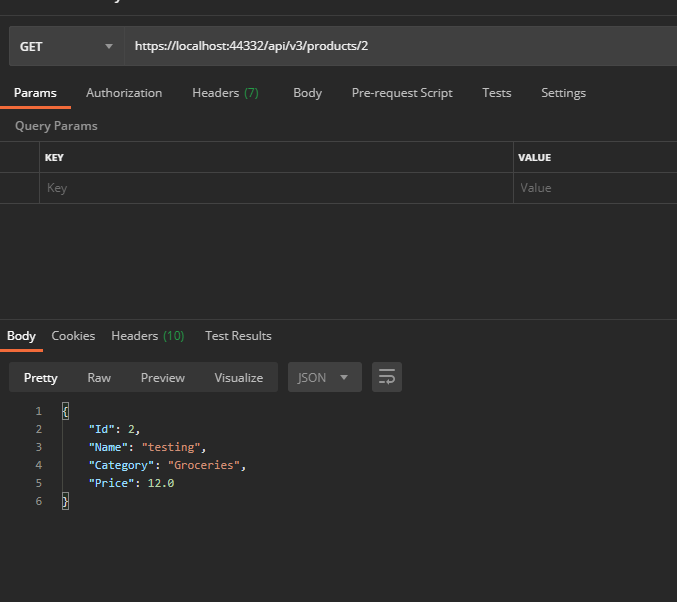 GET https://localhost:44332/api/v3/products/2
Params Authorization Headers (7) Body Pre-request Script Tests Settings
Query Params
KEY VALUE
Key Value
Body Cookies Headers (10) Test Results
Pretty Raw Preview Visualize JSON
1 {
2 "Id": 2,
3 "Name": "testing",
4 "Category": "Groceries",
5 "Price": 12.0
6 }